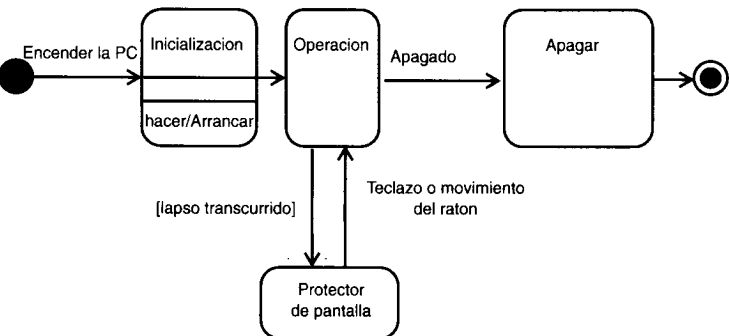 Encender la PC
Inicializacion
hacer/Arrancar
Operacion
Apagado
Apagar
[lapso transcurrido]
Teclazo o movimiento
del raton
Protector
de pantalla